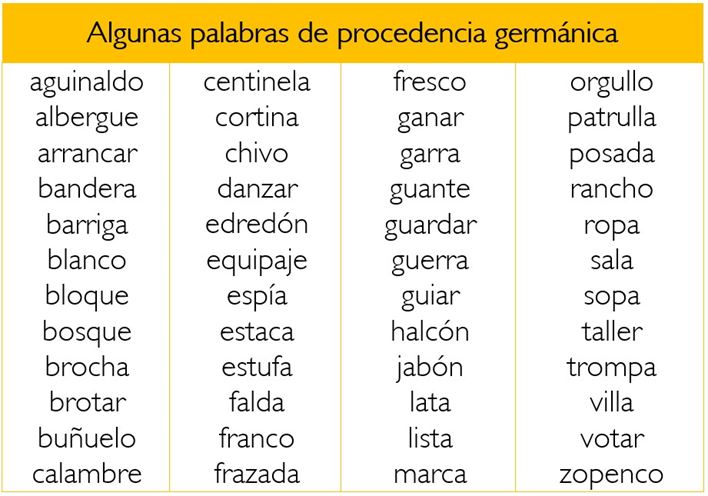 Algunas palabras de procedencia germánica
aguinaldo centinela fresco orgullo
albergue cortina ganar patrulla
arrancar chivo garra posada
bandera danzar guante rancho
barriga edredón guardar ropa
blanco equipaje guerra sala
bloque espía guiar sopa
bosque estaca halcón taller
brocha estufa jabón trompa
brotar falda lata villa
buñuelo franco lista votar
calambre frazada marca zopenco